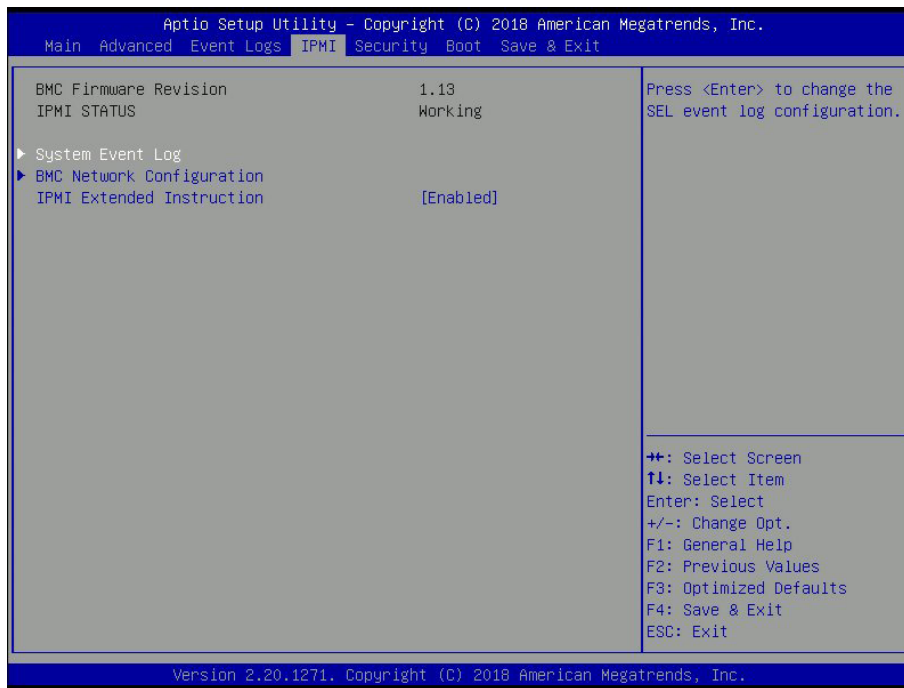 Aptio Setup Utility – Copyright (C) 2018 American Megatrends, Inc.
Main Advanced Event Logs IPMI Security Boot Save & Exit
BMC Firmware Revision 1.13
IPMI STATUS Working
System Event Log
BMC Network Configuration
IPMI Extended Instruction [Enabled]
Press <Enter> to change the
SEL event log configuration.
→←: Select Screen
↑↓: Select Item
Enter: Select
+/-: Change Opt.
F1: General Help
F2: Previous Values
F3: Optimized Defaults
F4: Save & Exit
ESC: Exit
Version 2.20.1271. Copyright (C) 2018 American Megatrends, Inc.